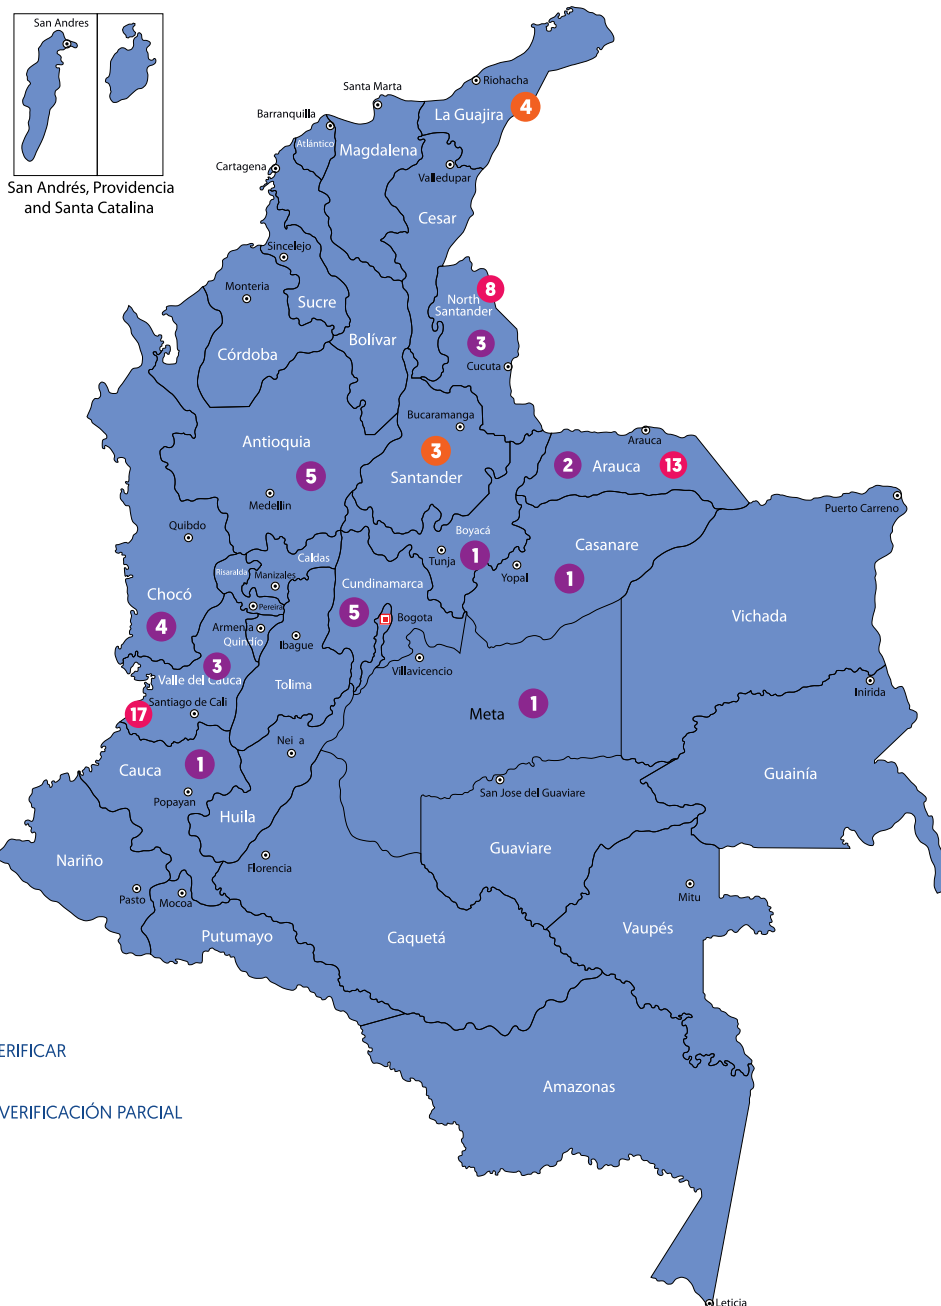 San Andres
San Andrés, Providencia
and Santa Catalina
Riohacha
Santa Marta
La Guajira
4
Barranquilla
Atlántico
Magdalena
Cartagena
Valledupar
Cesar
Sincelejo
Monteria
Sucre
8
North
Santander
Bolívar
3
Córdoba
Cucuta
Bucaramanga
Antioquia
3
Santander
5
Medellin
Arauca
2
Arauca
13
Puerto Carreno
Quibdo
Boyacá
1
Tunja
Casanare
Yopal
1
Caldas
Risaralda
Manizales
Cundinamarca
Chocó
4
Pereira
5
Bogota
Vichada
Armenia
Quindío
Ibague
3
Valle del Cauca
Villavicencio
Tolima
Inirida
17
Santiago de Cali
Meta
1
Nei a
Cauca
1
Popayan
San Jose del Guaviare
Guainía
Huila
Guaviare
Nariño
Florencia
Pasto
Mocoa
Mitu
Putumayo
Caquetá
Vaupés
ERIFICAR
VERIFICACIÓN PARCIAL
Amazonas
Leticia